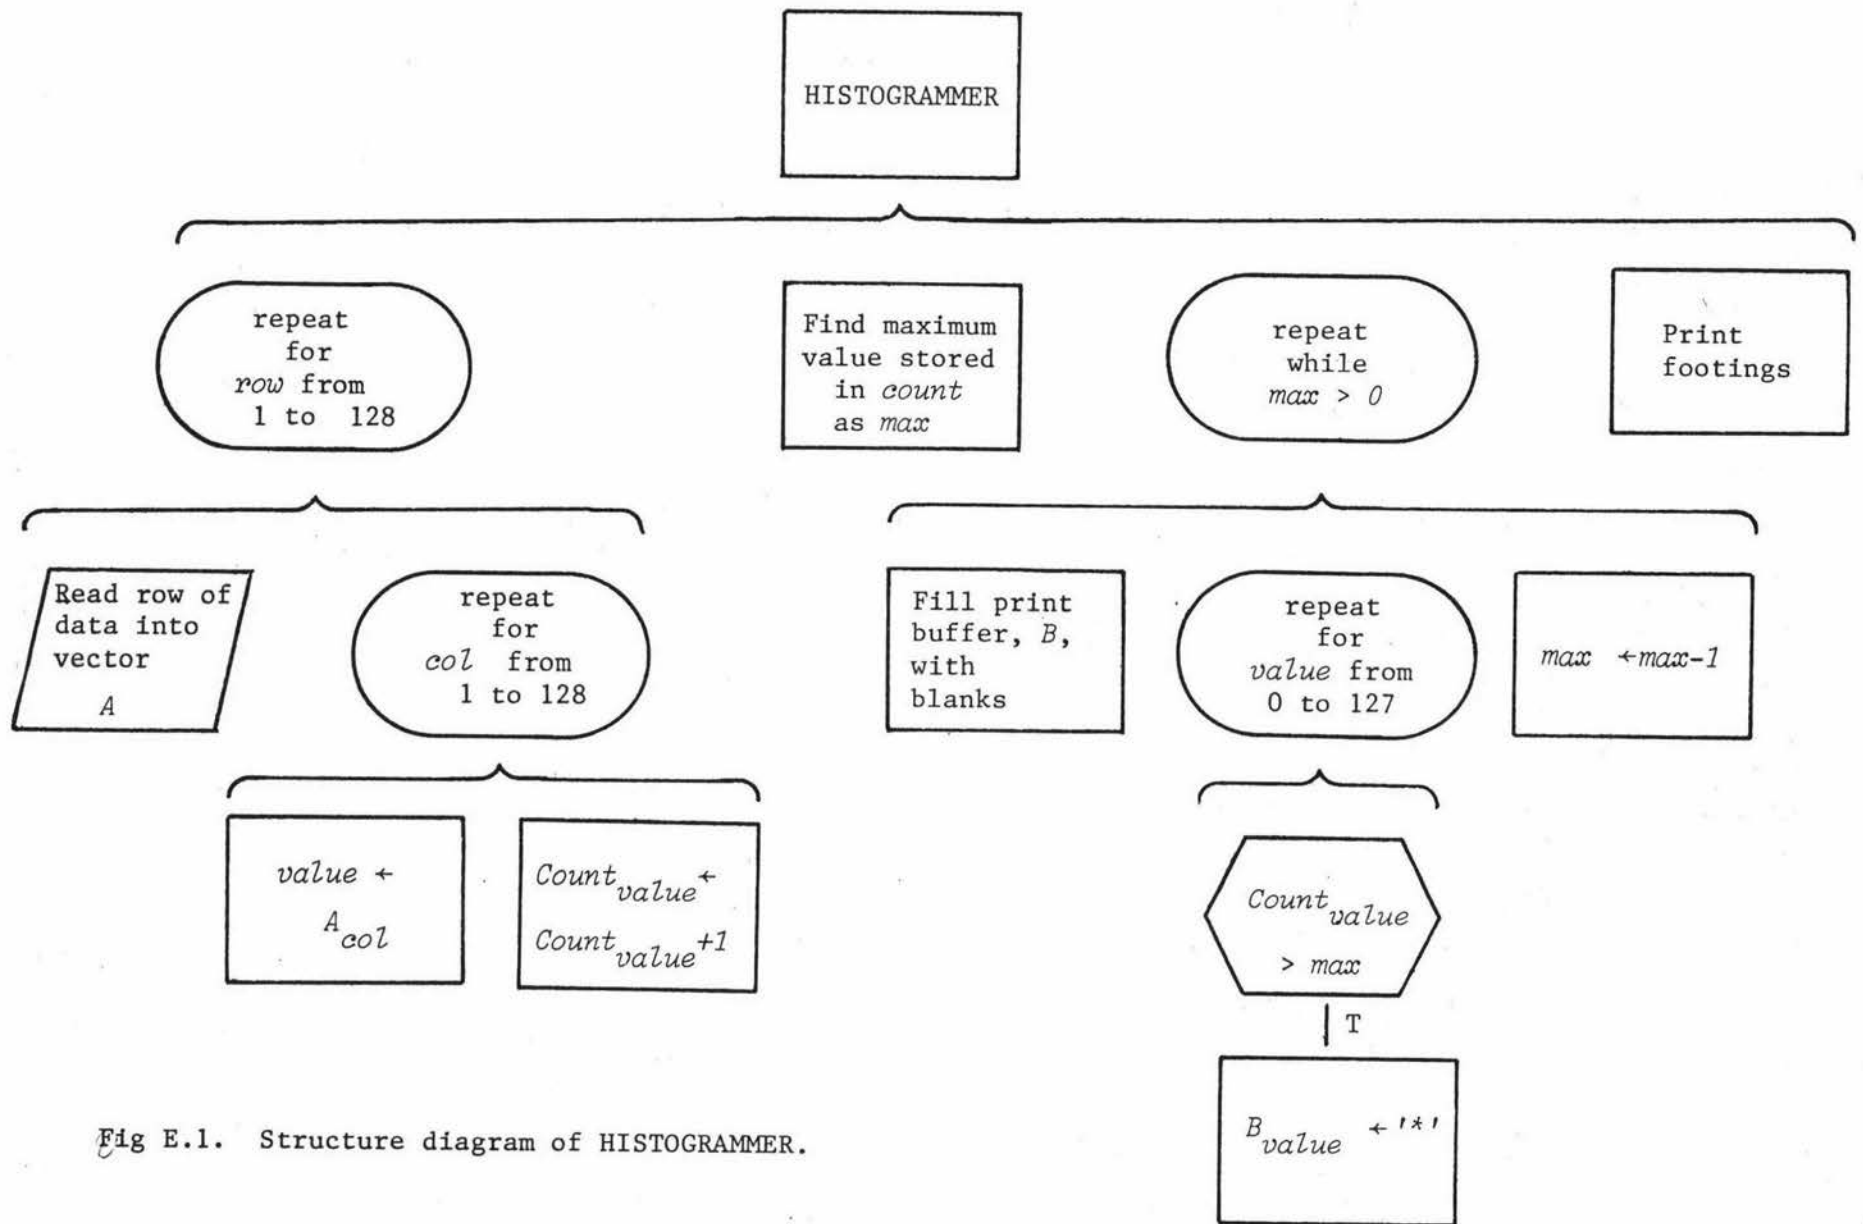 HISTOGRAMMER
repeat
for
row from
1 to 128
Find maximum
value stored
in count
as max
repeat
while
max > 0
Print
footings
Read row of
data into
vector
A
repeat
for
col from
1 to 128
Fill print
buffer, B,
with
blanks
repeat
for
value from
0 to 127
max ←max-1
value ←
A col
Count value ←
Count value +1
Count value
> max
T
B value ← '*'
Fig E.1. Structure diagram of HISTOGRAMMER.